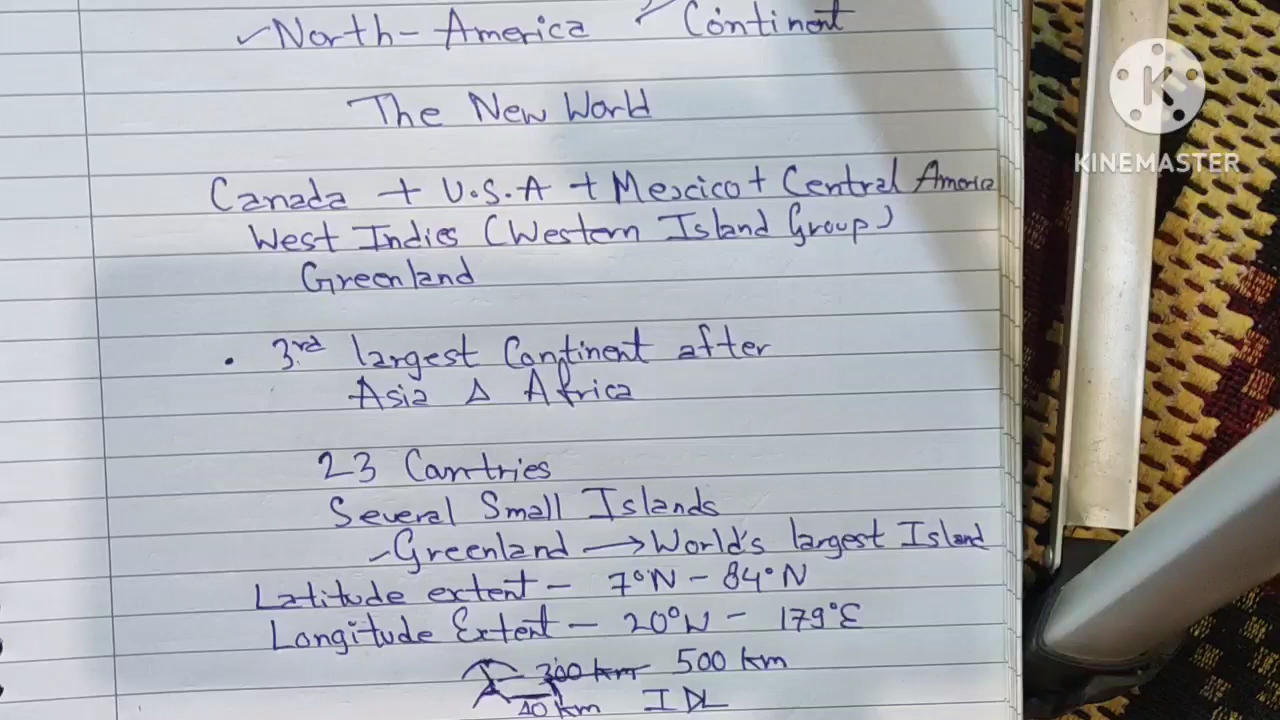 North-America Continent
The New World
Canada + U.S.A + Mexico + Central America
West Indies (Western Island Group)
Greenland
• 3rd largest Continent after
Asia & Africa
23 Countries
Several Small Islands
Greenland → World's largest Island
Latitude extent - 7°N - 84°N
Longitude Extent - 20°W - 179°E
300 km 500 km
40 km IDL
KINEMASTER